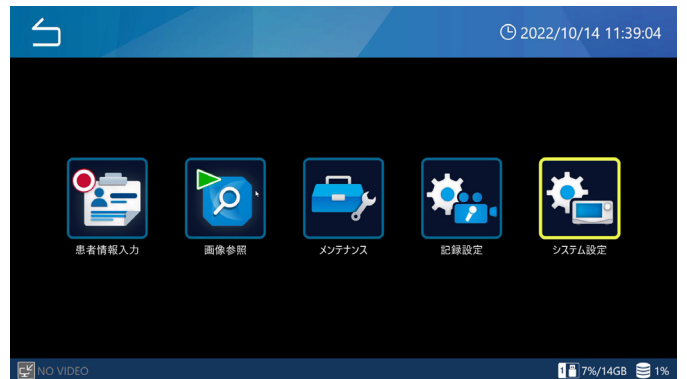 2022/10/14 11:39:04
患者情報入力
画像参照
メンテナンス
記録設定
システム設定
NO VIDEO
1 7%/14GB 1%